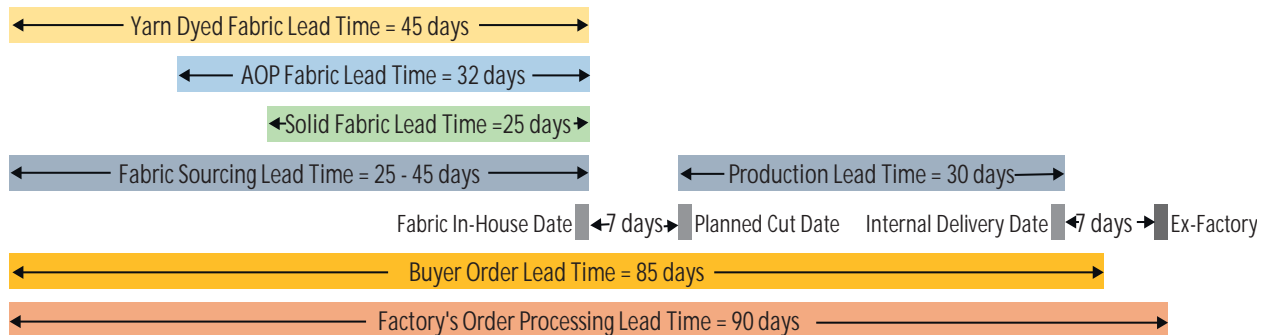 Yarn Dyed Fabric Lead Time = 45 days
AOP Fabric Lead Time = 32 days
Solid Fabric Lead Time =25 days
Fabric Sourcing Lead Time = 25 - 45 days
Production Lead Time = 30 days
Fabric In-House Date
7 days
Planned Cut Date
Internal Delivery Date
7 days
Ex-Factory
Buyer Order Lead Time = 85 days
Factory's Order Processing Lead Time = 90 days